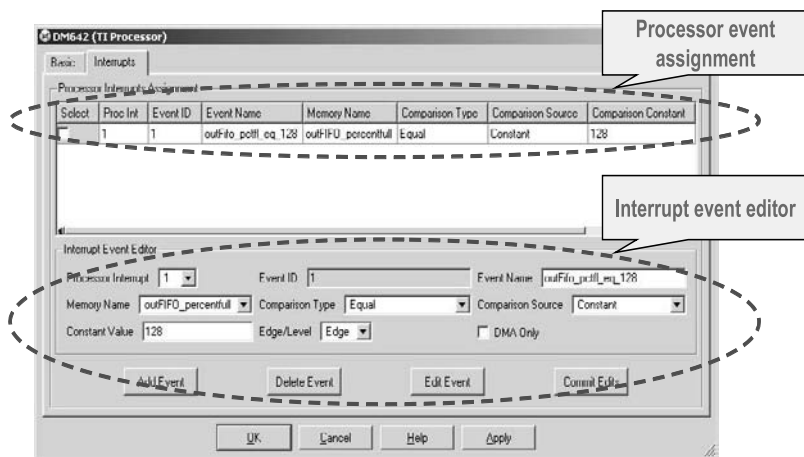 DM642 (TI Processor)
Processor event
assignment
Basic Interrupts
Processor Interrupts Assignment
Select Proc Int Event ID Event Name Memory Name Comparison Type Comparison Source Comparison Constant
1 1 outFifo_pctfl_eq_128 outFIFO_percentfull Equal Constant 128
Interrupt event editor
Interrupt Event Editor
Processor Interrupt 1 Event ID 1 Event Name outFifo_pctfl_eq_128
Memory Name outFIFO_percentfull Comparison Type Equal Comparison Source Constant
Constant Value 128 Edge/Level Edge DMA Only
Add Event Delete Event Edit Event Commit Edits
OK Cancel Help Apply